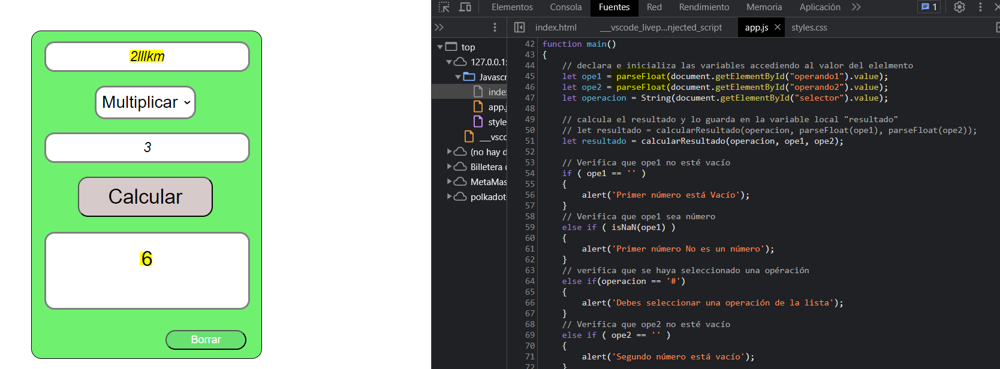 2lllkm
Multiplicar
3
Calcular
6
Borrar
Elementos Consola Fuentes Red Rendimiento Memoria Aplicación 1
index.html ___vscode_livep...njected_script app.js styles.css
top
127.0.0.1:
Javascr
inde
app.j
style
___vsco
(no hay d
Billetera
MetaMas
polkadot
42 function main()
43 {
44 // declara e inicializa las variables accediendo al valor del elelmento
45 let ope1 = parseFloat(document.getElementById("operando1").value);
46 let ope2 = parseFloat(document.getElementById("operando2").value);
47 let operacion = String(document.getElementById("selector").value);
48
49 // calcula el resultado y lo guarda en la variable local "resultado"
50 // let resultado = calcularResultado(operacion, parseFloat(ope1), parseFloat(ope2));
51 let resultado = calcularResultado(operacion, ope1, ope2);
52
53 // Verifica que ope1 no esté vacío
54 if ( ope1 == '' )
55 {
56 alert('Primer número está Vacío');
57 }
58 // Verifica que ope1 sea número
59 else if ( isNaN(ope1) )
60 {
61 alert('Primer número No es un número');
62 }
63 // verifica que se haya seleccionado una opéración
64 else if(operacion == '#')
65 {
66 alert('Debes seleccionar una operación de la lista');
67 }
68 // Verifica que ope2 no esté vacío
69 else if ( ope2 == '' )
70 {
71 alert('Segundo número está vacío');
72 }